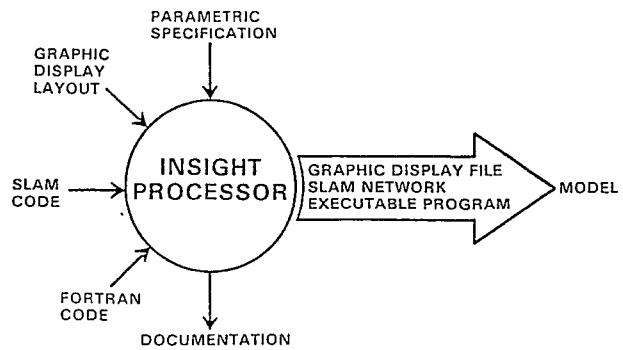 PARAMETRIC
SPECIFICATION
GRAPHIC
DISPLAY
LAYOUT
INSIGHT
PROCESSOR
GRAPHIC DISPLAY FILE
SLAM NETWORK
EXECUTABLE PROGRAM
MODEL
SLAM
CODE
FORTRAN
CODE
DOCUMENTATION